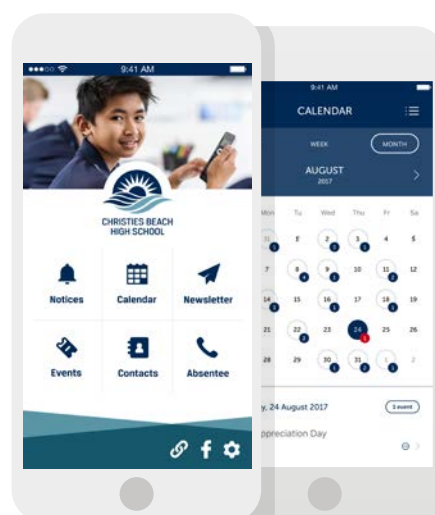 9:41 AM
CHRISTIES BEACH
HIGH SCHOOL
Notices
Calendar
Newsletter
Events
Contacts
Absentee
9:41 AM
CALENDAR
WEEK
MONTH
AUGUST
2017
Mon Tu Wed Thu Fr Sa
31 1 2 3 4 5
7 8 9 10 11 12
14 15 16 17 18 19
21 22 23 24 25 26
28 29 30 31 1 2
y, 24 August 2017
1 event
ppreciation Day